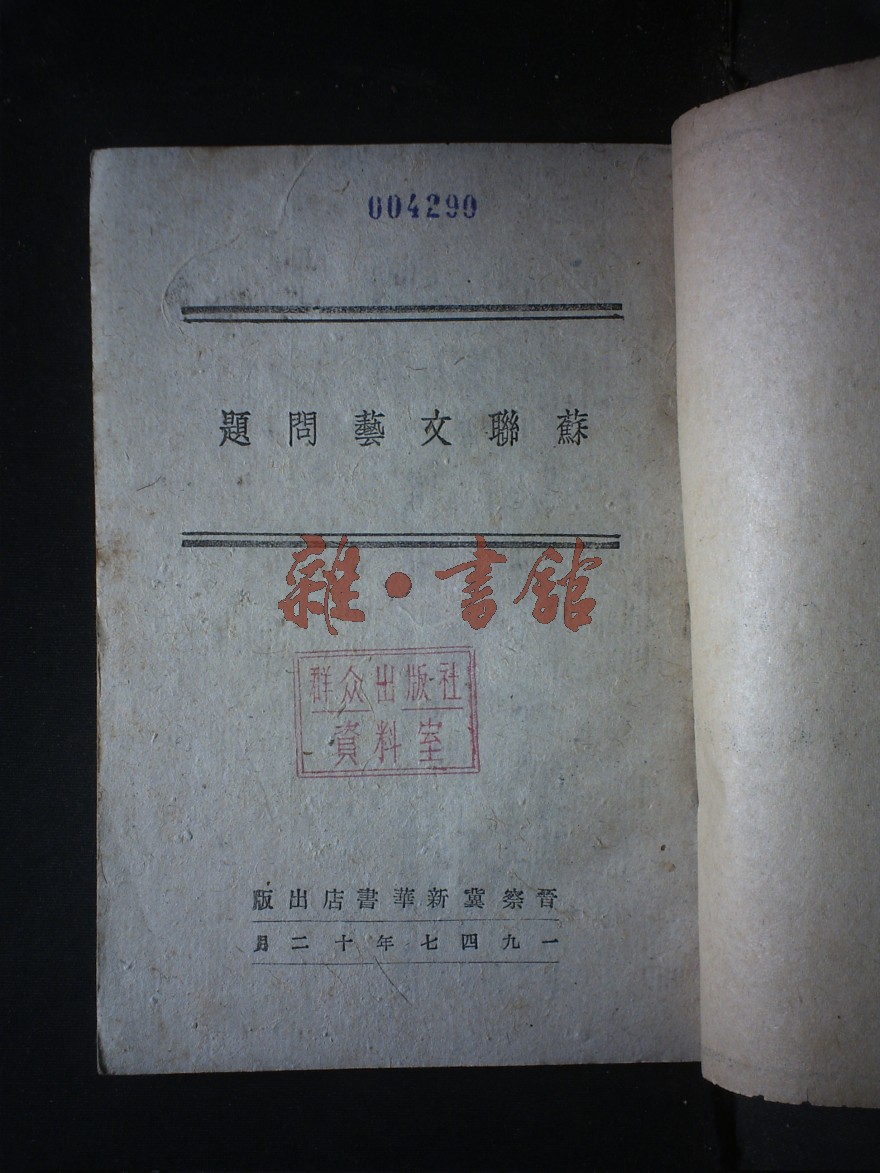 004290
蘇聯文藝問題
雜·書館
群众出版社
資料室
晉察冀新華書店出版
一九四七年十二月